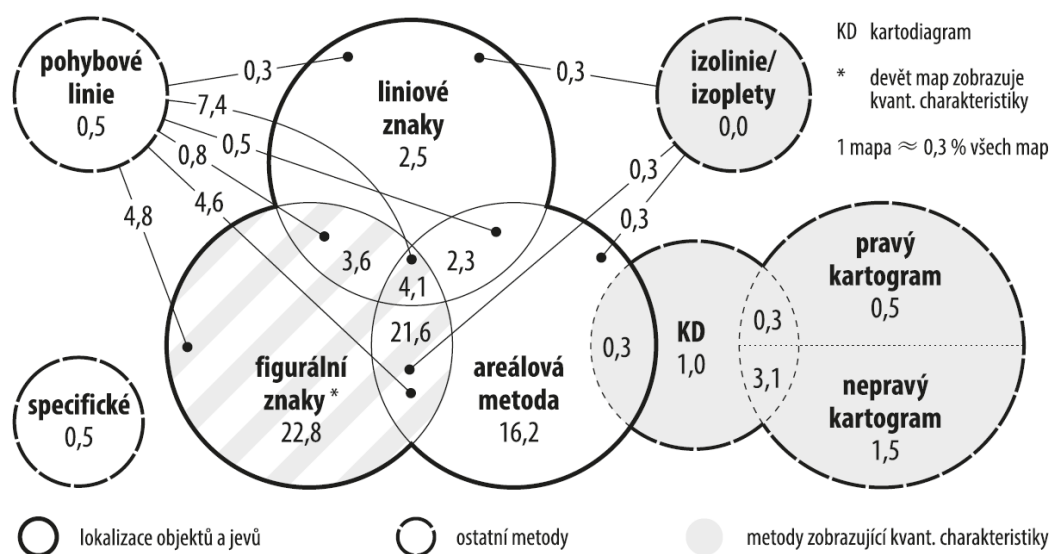 pohybové
linie
0,5
0,3
7,4
0,5
0,8
4,6
4,8
liniové
znaky
2,5
0,3
izolinie/
izoplety
0,0
0,3
0,3
KD kartodiagram
* devět map zobrazuje
kvant. charakteristiky
1 mapa ≈ 0,3 % všech map
3,6
2,3
4,1
21,6
figurální
znaky *
22,8
areálová
metoda
16,2
0,3
KD
1,0
0,3
3,1
pravý
kartogram
0,5
nepravý
kartogram
1,5
specifické
0,5
lokalizace objektů a jevů
ostatní metody
metody zobrazující kvant. charakteristiky